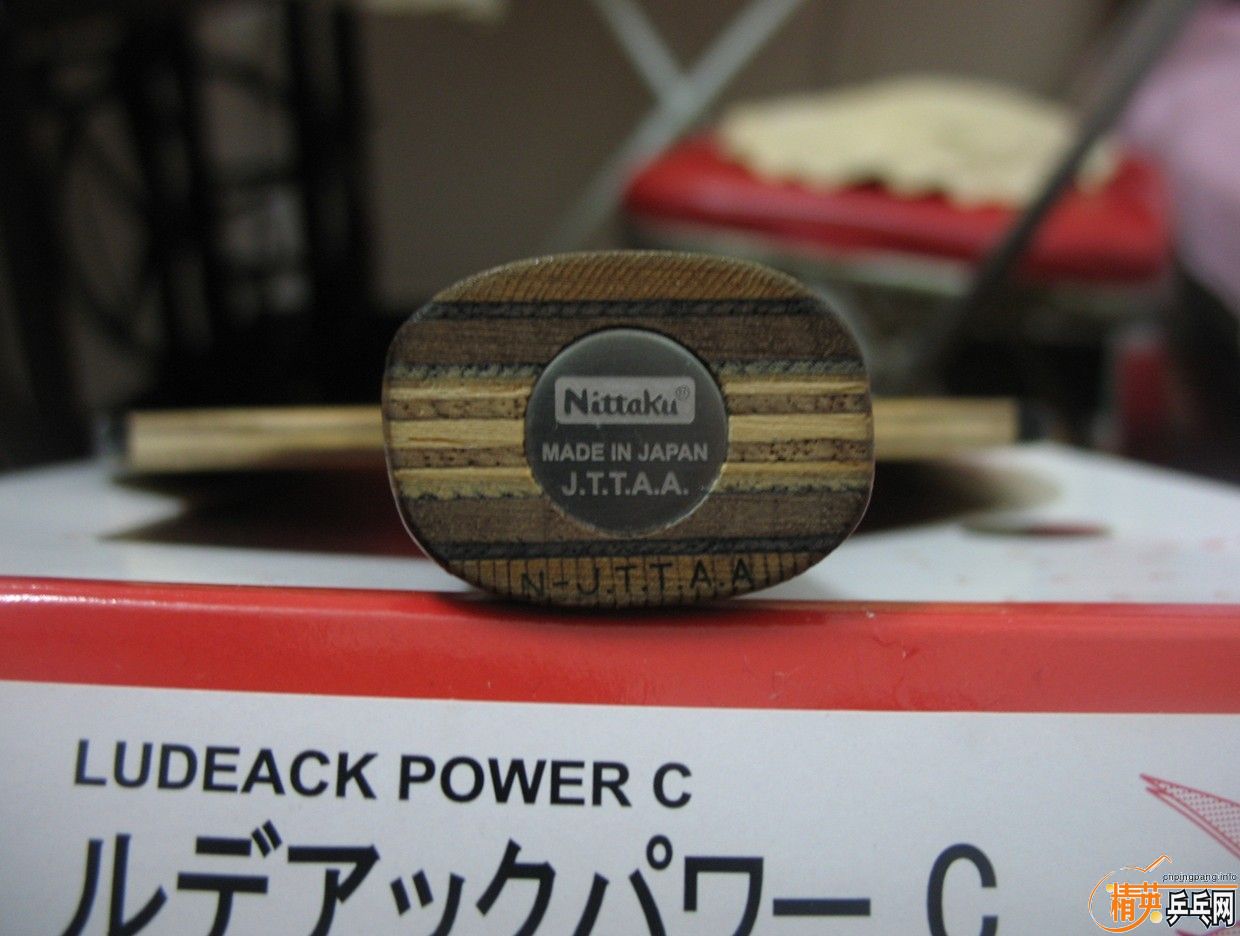 Nittaku®
MADE IN JAPAN
J.T.T.A.A.
N-J.T.T.A.A
LUDEACK POWER C
ルデアックパワー C
cnpingpang.info
精英乒乓网